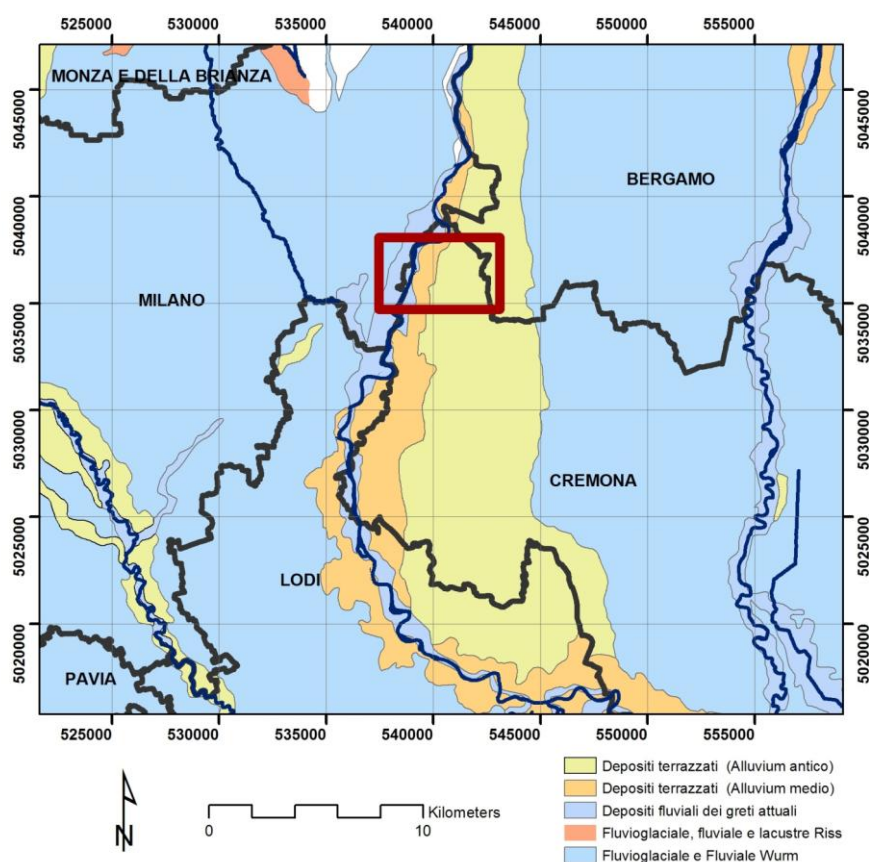 525000 530000 535000 540000 545000 550000 555000
MONZA E DELLA BRIANZA
5045000 5045000
BERGAMO
5040000 5040000
MILANO
5035000 5035000
5030000 5030000
CREMONA
5025000 5025000
LODI
5020000 5020000
PAVIA
525000 530000 535000 540000 545000 550000 555000
Depositi terrazzati (Alluvium antico)
Depositi terrazzati (Alluvium medio)
Depositi fluviali dei greti attuali
Fluvioglaciale, fluviale e lacustre Riss
Fluvioglaciale e Fluviale Wurm
N
Kilometers
0 10